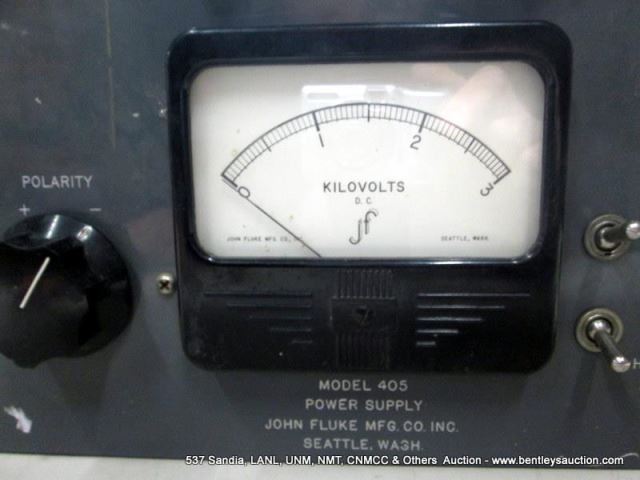 POLARITY
+ -
0 1 2 3
KILOVOLTS
D.C.
jf
JOHN FLUKE MFG. CO.,
SEATTLE, WASH.
MODEL 405
POWER SUPPLY
JOHN FLUKE MFG. CO. INC.
SEATTLE, WASH.
H
537 Sandia, LANL, UNM, NMT, CNMCC & Others Auction - www.bentleysauction.com